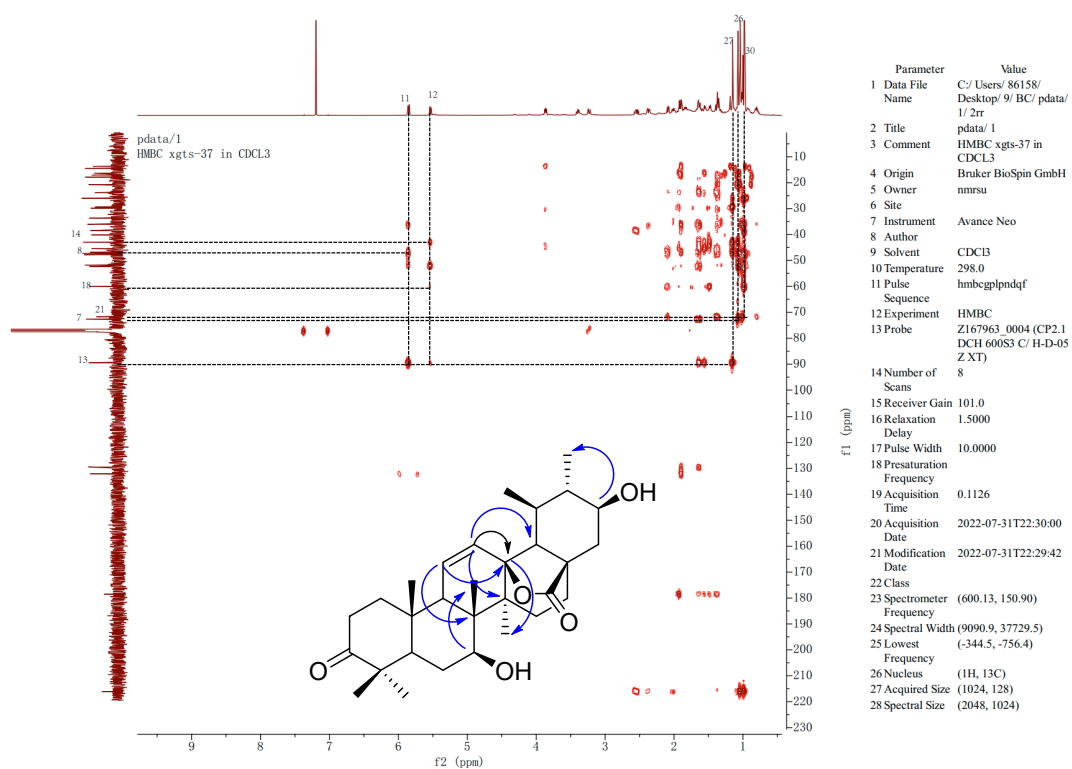 26
27
30
11
12
pdata/1
HMBC xgts-37 in CDCL3
14
8
18
21
7
13
10
20
30
40
50
60
70
80
90
100
110
120
130
140
150
160
170
180
190
200
210
220
230
f1 (ppm)
OH
O
O
O
OH
9
8
7
6
5
4
3
2
1
f2 (ppm)
Parameter Value
1 Data File C:/ Users/ 86158/
Name Desktop/ 9/ BC/ pdata/
1/ 2rr
2 Title pdata/ 1
3 Comment HMBC xgts-37 in
CDCL3
4 Origin Bruker BioSpin GmbH
5 Owner nmrsu
6 Site
7 Instrument Avance Neo
8 Author
9 Solvent CDCl3
10 Temperature 298.0
11 Pulse hmbcgplpndqf
Sequence
12 Experiment HMBC
13 Probe Z167963_0004 (CP2.1
DCH 600S3 C/ H-D-05
Z XT)
14 Number of 8
Scans
15 Receiver Gain 101.0
16 Relaxation 1.5000
Delay
17 Pulse Width 10.0000
18 Presaturation
Frequency
19 Acquisition 0.1126
Time
20 Acquisition 2022-07-31T22:30:00
Date
21 Modification 2022-07-31T22:29:42
Date
22 Class
23 Spectrometer (600.13, 150.90)
Frequency
24 Spectral Width (9090.9, 37729.5)
25 Lowest (-344.5, -756.4)
Frequency
26 Nucleus (1H, 13C)
27 Acquired Size (1024, 128)
28 Spectral Size (2048, 1024)